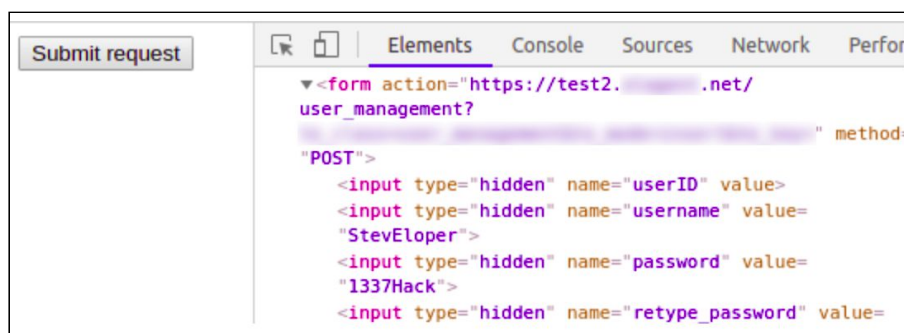 Submit request
Elements Console Sources Network Perfor
▼<form action="https://test2. .net/
user_management?
" method=
"POST">
<input type="hidden" name="userID" value>
<input type="hidden" name="username" value=
"StevEloper">
<input type="hidden" name="password" value=
"1337Hack">
<input type="hidden" name="retype_password" value=